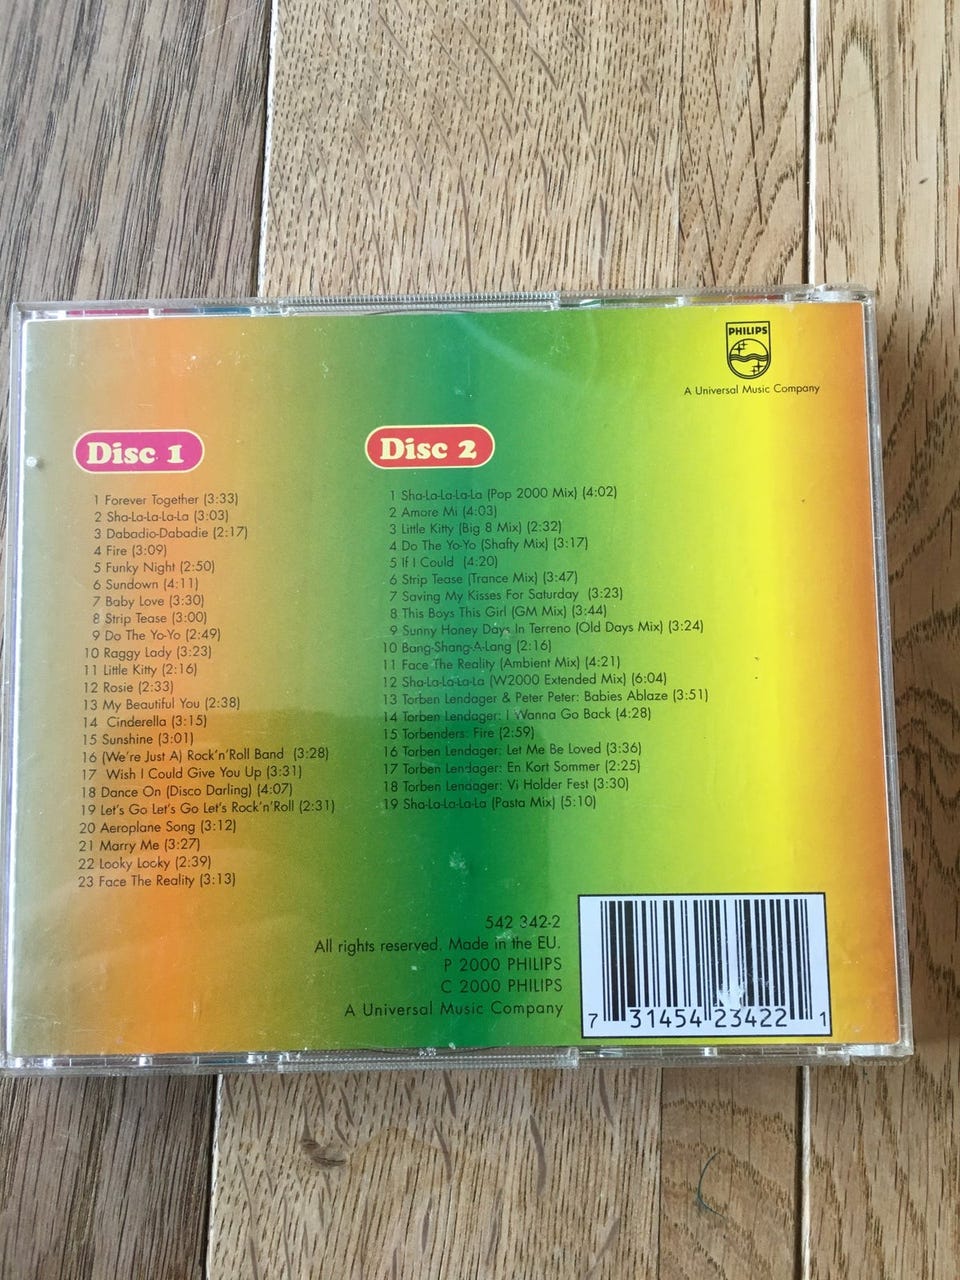 PHILIPS
A Universal Music Company
Disc 1
1 Forever Together (3:33)
2 Sha-La-La-La-La (3:03)
3 Dabadio-Dabadie (2:17)
4 Fire (3:09)
5 Funky Night (2:50)
6 Sundown (4:11)
7 Baby Love (3:30)
8 Strip Tease (3:00)
9 Do The Yo-Yo (2:49)
10 Raggy Lady (3:23)
11 Little Kitty (2:16)
12 Rosie (2:33)
13 My Beautiful You (2:38)
14 Cinderella (3:15)
15 Sunshine (3:01)
16 (We're Just A) Rock'n'Roll Band (3:28)
17 Wish I Could Give You Up (3:31)
18 Dance On (Disco Darling) (4:07)
19 Let's Go Let's Go Let's Rock'n'Roll (2:31)
20 Aeroplane Song (3:12)
21 Marry Me (3:27)
22 Looky Looky (2:39)
23 Face The Reality (3:13)
Disc 2
1 Sha-La-La-La-La (Pop 2000 Mix) (4:02)
2 Amore Mi (4:03)
3 Little Kitty (Big 8 Mix) (2:32)
4 Do The Yo-Yo (Shafty Mix) (3:17)
5 If I Could (4:20)
6 Strip Tease (Trance Mix) (3:47)
7 Saving My Kisses For Saturday (3:23)
8 This Boys This Girl (GM Mix) (3:44)
9 Sunny Honey Days In Terreno (Old Days Mix) (3:24)
10 Bang-Shang-A-Lang (2:16)
11 Face The Reality (Ambient Mix) (4:21)
12 Sha-La-La-La-La (W2000 Extended Mix) (6:04)
13 Torben Lendager & Peter Peter: Babies Ablaze (3:51)
14 Torben Lendager: I Wanna Go Back (4:28)
15 Torbenders: Fire (2:59)
16 Torben Lendager: Let Me Be Loved (3:36)
17 Torben Lendager: En Kort Sommer (2:25)
18 Torben Lendager: Vi Holder Fest (3:30)
19 Sha-La-La-La-La (Pasta Mix) (5:10)
542 342-2
All rights reserved. Made in the EU.
P 2000 PHILIPS
C 2000 PHILIPS
A Universal Music Company
7 31454 23422 1